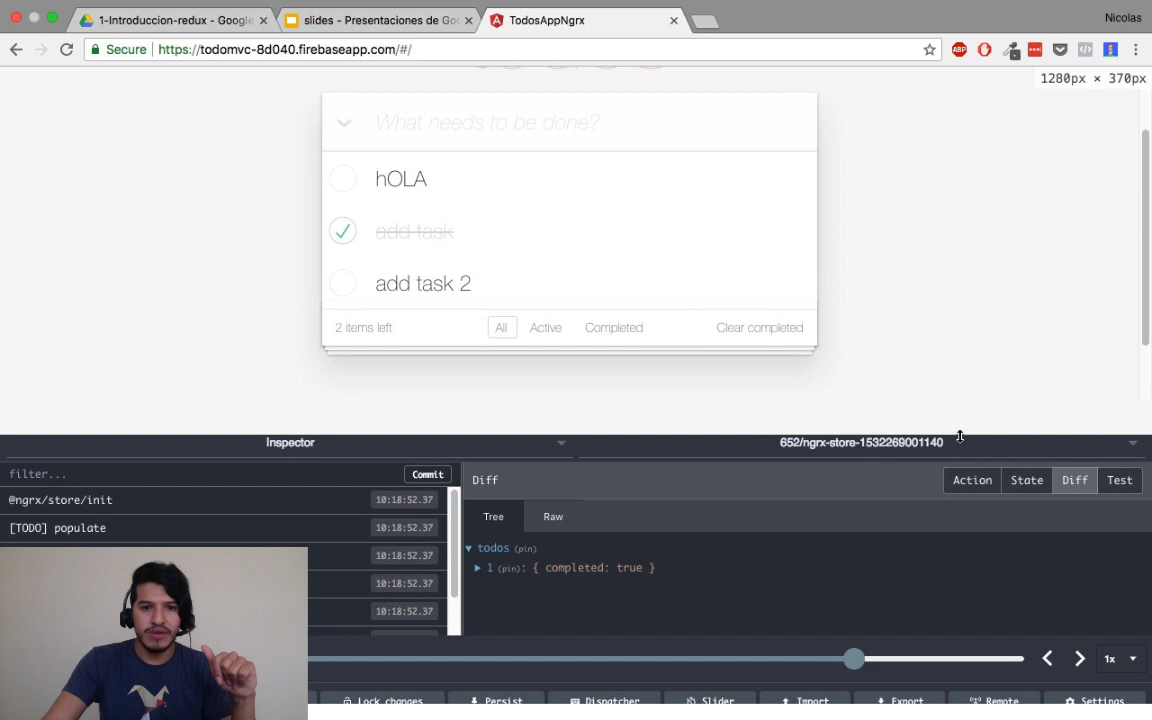 1-Introduccion-redux - Google
slides - Presentaciones de Goo
TodosAppNgrx
Nicolas
Secure
https://todomvc-8d040.firebaseapp.com/#/
ABP
1280px × 370px
What needs to be done?
hOLA
add task
add task 2
2 items left
All
Active
Completed
Clear completed
Inspector
652/ngrx-store-1532269001140
filter...
Commit
Diff
Action
State
Diff
Test
@ngrx/store/init
10:18:52.37
Tree
Raw
[TODO] populate
10:18:52.37
todos (pin)
10:18:52.37
1 (pin): { completed: true }
10:18:52.37
10:18:52.37
1x
Lock changes
Persist
Dispatcher
Slider
Import
Export
Remote
Settings